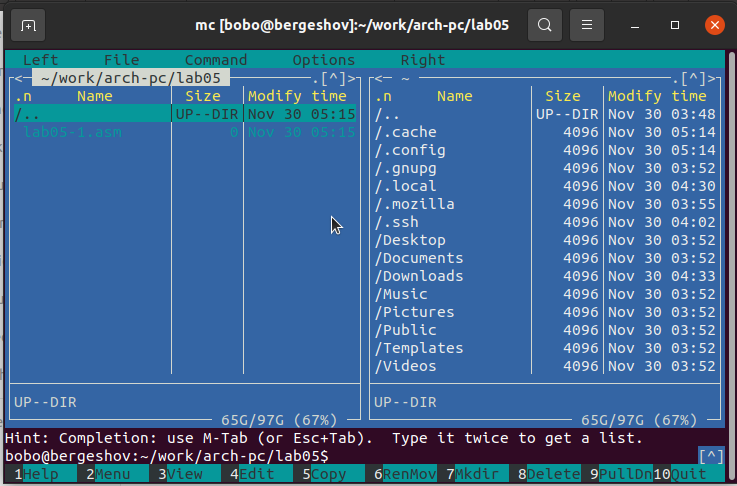 mc [bobo@bergeshov]:~/work/arch-pc/lab05
Left File Command Options Right
<─ ~/work/arch-pc/lab05 ─.[^]>
.n Name Size Modify time
/.. UP--DIR Nov 30 05:15
lab05-1.asm 0 Nov 30 05:15
UP--DIR
65G/97G (67%)
<─ ~ ─.[^]>
.n Name Size Modify time
/.. UP--DIR Nov 30 03:48
/.cache 4096 Nov 30 05:14
/.config 4096 Nov 30 05:14
/.gnupg 4096 Nov 30 03:52
/.local 4096 Nov 30 04:30
/.mozilla 4096 Nov 30 03:55
/.ssh 4096 Nov 30 04:02
/Desktop 4096 Nov 30 03:52
/Documents 4096 Nov 30 03:52
/Downloads 4096 Nov 30 04:33
/Music 4096 Nov 30 03:52
/Pictures 4096 Nov 30 03:52
/Public 4096 Nov 30 03:52
/Templates 4096 Nov 30 03:52
/Videos 4096 Nov 30 03:52
UP--DIR
65G/97G (67%)
Hint: Completion: use M-Tab (or Esc+Tab). Type it twice to get a list.
bobo@bergeshov:~/work/arch-pc/lab05$ [^]
1Help 2Menu 3View 4Edit 5Copy 6RenMov 7Mkdir 8Delete 9PullDn 10Quit